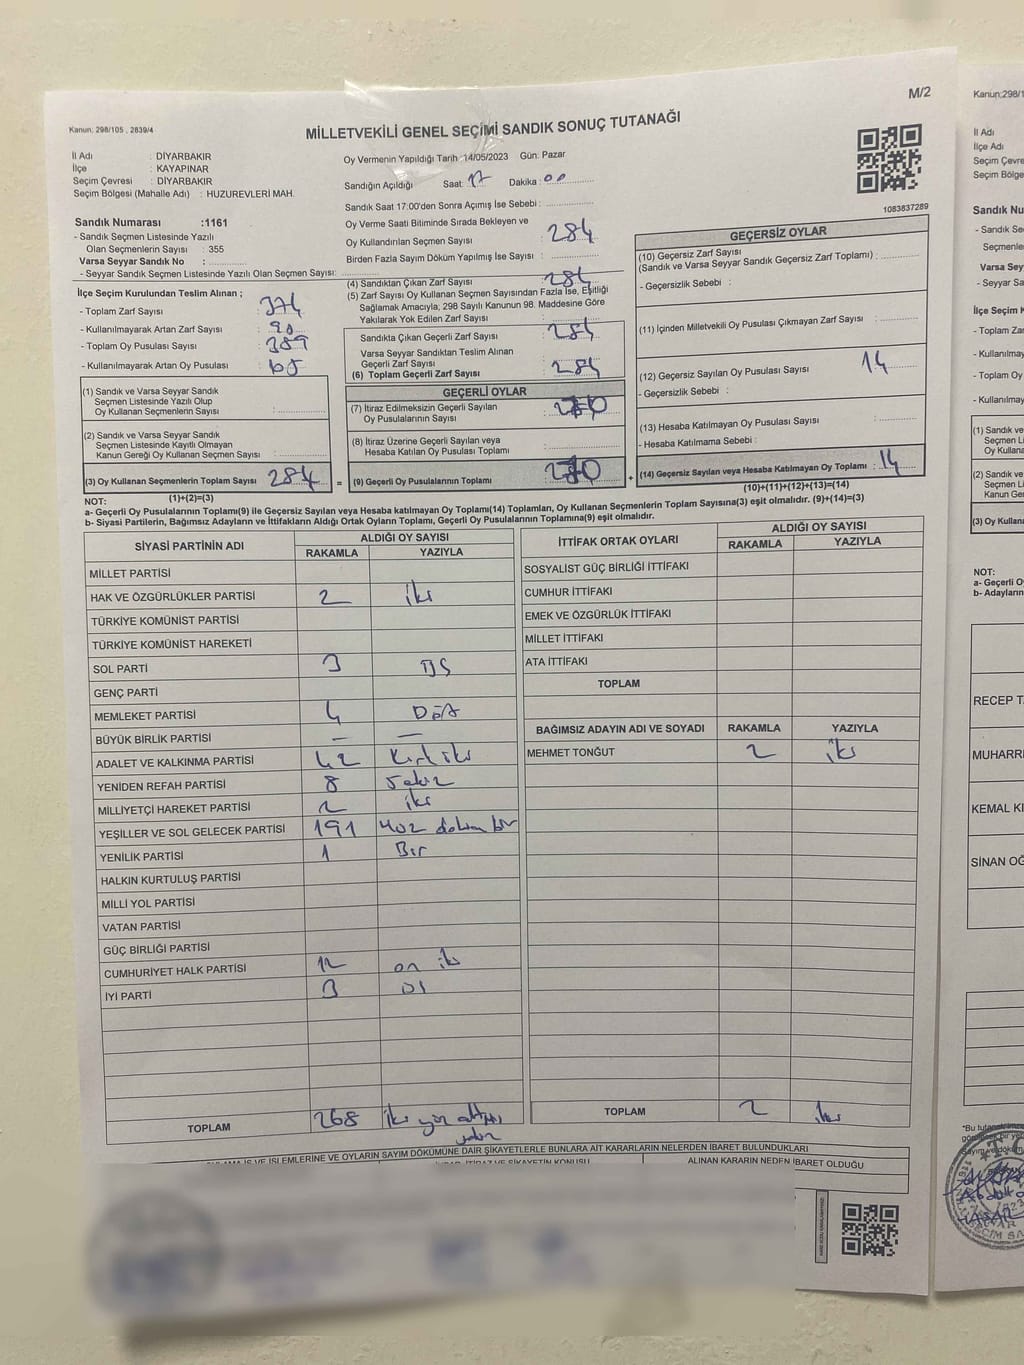 M/2
Kanun: 298/105 , 2839/4
MİLLETVEKİLİ GENEL SEÇİMİ SANDIK SONUÇ TUTANAĞI
İl Adı : DİYARBAKIR
İlçe : KAYAPINAR
Seçim Çevresi : DİYARBAKIR
Seçim Bölgesi (Mahalle Adı) : HUZUREVLERİ MAH.
Sandık Numarası :1161
- Sandık Seçmen Listesinde Yazılı
Olan Seçmenlerin Sayısı : 355
Varsa Seyyar Sandık No :
- Seyyar Sandık Seçmen Listesinde Yazılı Olan Seçmen Sayısı:
İlçe Seçim Kurulundan Teslim Alınan ;
- Toplam Zarf Sayısı : 374
- Kullanılmayarak Artan Zarf Sayısı : 90
- Toplam Oy Pusulası Sayısı : 389
- Kullanılmayarak Artan Oy Pusulası :
Oy Vermenin Yapıldığı Tarih :14/05/2023 Gün: Pazar
Sandığın Açıldığı Saat: 17 Dakika : 00
Sandık Saat 17:00'den Sonra Açımış İse Sebebi :
Oy Verme Saati Bitiminde Sırada Bekleyen ve
Oy Kullandırılan Seçmen Sayısı : 284
Birden Fazla Sayım Döküm Yapılmış İse Sayısı :
(4) Sandıktan Çıkan Zarf Sayısı : 284
(5) Zarf Sayısı Oy Kullanan Seçmen Sayısından Fazla İse, Eşitliği
Sağlamak Amacıyla; 298 Sayılı Kanunun 98. Maddesine Göre
Yakılarak Yok Edilen Zarf Sayısı :
Sandıkta Çıkan Geçerli Zarf Sayısı : 284
Varsa Seyyar Sandıktan Teslim Alınan
Geçerli Zarf Sayısı
(6) Toplam Geçerli Zarf Sayısı : 284
1083837289
GEÇERSİZ OYLAR
(10) Geçersiz Zarf Sayısı
(Sandık ve Varsa Seyyar Sandık Geçersiz Zarf Toplamı) :
- Geçersizlik Sebebi :
(11) İçinden Milletvekili Oy Pusulası Çıkmayan Zarf Sayısı :
(12) Geçersiz Sayılan Oy Pusulası Sayısı : 14
- Geçersizlik Sebebi :
(13) Hesaba Katılmayan Oy Pusulası Sayısı :
- Hesaba Katılmama Sebebi :
(14) Geçersiz Sayılan veya Hesaba Katılmayan Oy Toplamı : 14
(10)+(11)+(12)+(13)=(14)
(1) Sandık ve Varsa Seyyar Sandık
Seçmen Listesinde Yazılı Olup
Oy Kullanan Seçmenlerin Sayısı :
(2) Sandık ve Varsa Seyyar Sandık
Seçmen Listesinde Kayıtlı Olmayan
Kanun Gereği Oy Kullanan Seçmen Sayısı :
(3) Oy Kullanan Seçmenlerin Toplam Sayısı : 284 =
(1)+(2)=(3)
GEÇERLİ OYLAR
(7) İtiraz Edilmeksizin Geçerli Sayılan
Oy Pusulalarının Sayısı : 270
(8) İtiraz Üzerine Geçerli Sayılan veya
Hesaba Katılan Oy Pusulası Toplamı :
(9) Geçerli Oy Pusulalarının Toplamı : 270 +
NOT:
a- Geçerli Oy Pusulalarının Toplamı(9) ile Geçersiz Sayılan veya Hesaba katılmayan Oy Toplamı(14) Toplamları, Oy Kullanan Seçmenlerin Toplam Sayısına(3) eşit olmalıdır. (9)+(14)=(3)
b- Siyasi Partilerin, Bağımsız Adayların ve İttifakların Aldığı Ortak Oyların Toplamı, Geçerli Oy Pusulalarının Toplamına(9) eşit olmalıdır.
SİYASİ PARTİNİN ADI ALDIĞI OY SAYISI
RAKAMLA YAZIYLA
MİLLET PARTİSİ
HAK VE ÖZGÜRLÜKLER PARTİSİ 2 iki
TÜRKİYE KOMÜNİST PARTİSİ
TÜRKİYE KOMÜNİST HAREKETİ
SOL PARTİ 3 üç
GENÇ PARTİ
MEMLEKET PARTİSİ 4 Dört
BÜYÜK BİRLİK PARTİSİ — —
ADALET VE KALKINMA PARTİSİ 42 Kırk iki
YENİDEN REFAH PARTİSİ 8 Sekiz
MİLLİYETÇİ HAREKET PARTİSİ 2 iki
YEŞİLLER VE SOL GELECEK PARTİSİ 191 yüz doksan bir
YENİLİK PARTİSİ 1 Bir
HALKIN KURTULUŞ PARTİSİ
MİLLİ YOL PARTİSİ
VATAN PARTİSİ
GÜÇ BİRLİĞİ PARTİSİ
CUMHURİYET HALK PARTİSİ 12 on iki
İYİ PARTİ 3 üç
TOPLAM 268 iki yüz altmış sekiz
İTTİFAK ORTAK OYLARI ALDIĞI OY SAYISI
RAKAMLA YAZIYLA
SOSYALİST GÜÇ BİRLİĞİ İTTİFAKI
CUMHUR İTTİFAKI
EMEK VE ÖZGÜRLÜK İTTİFAKI
MİLLET İTTİFAKI
ATA İTTİFAKI
TOPLAM
BAĞIMSIZ ADAYIN ADI VE SOYADI RAKAMLA YAZIYLA
MEHMET TONĞUT 2 iki
TOPLAM 2 iki
İŞLEMLERİNE VE OYLARIN SAYIM DÖKÜMÜNE DAİR ŞİKAYETLERLE BUNLARA AİT KARARLARIN NELERDEN İBARET BULUNDUKLARI
ALINAN KARARIN NEDEN İBARET OLDUĞU
Kanun:298/1
İl Adı
İlçe Adı
Seçim Çevre
Seçim Bölge
Sandık Nu
- Sandık Se
Seçmenle
Varsa Seyy
- Seyyar Sa
İlçe Seçim K
- Toplam Zar
- Kullanılmay
- Toplam Oy
- Kullanılmay
(1) Sandık ve
Seçmen Li
Oy Kullana
(2) Sandık ve
Seçmen Li
Kanun Ger
(3) Oy Kullanı
NOT:
a- Geçerli O
b- Adayların
RECEP T
MUHARR
KEMAL KI
SİNAN OĞ